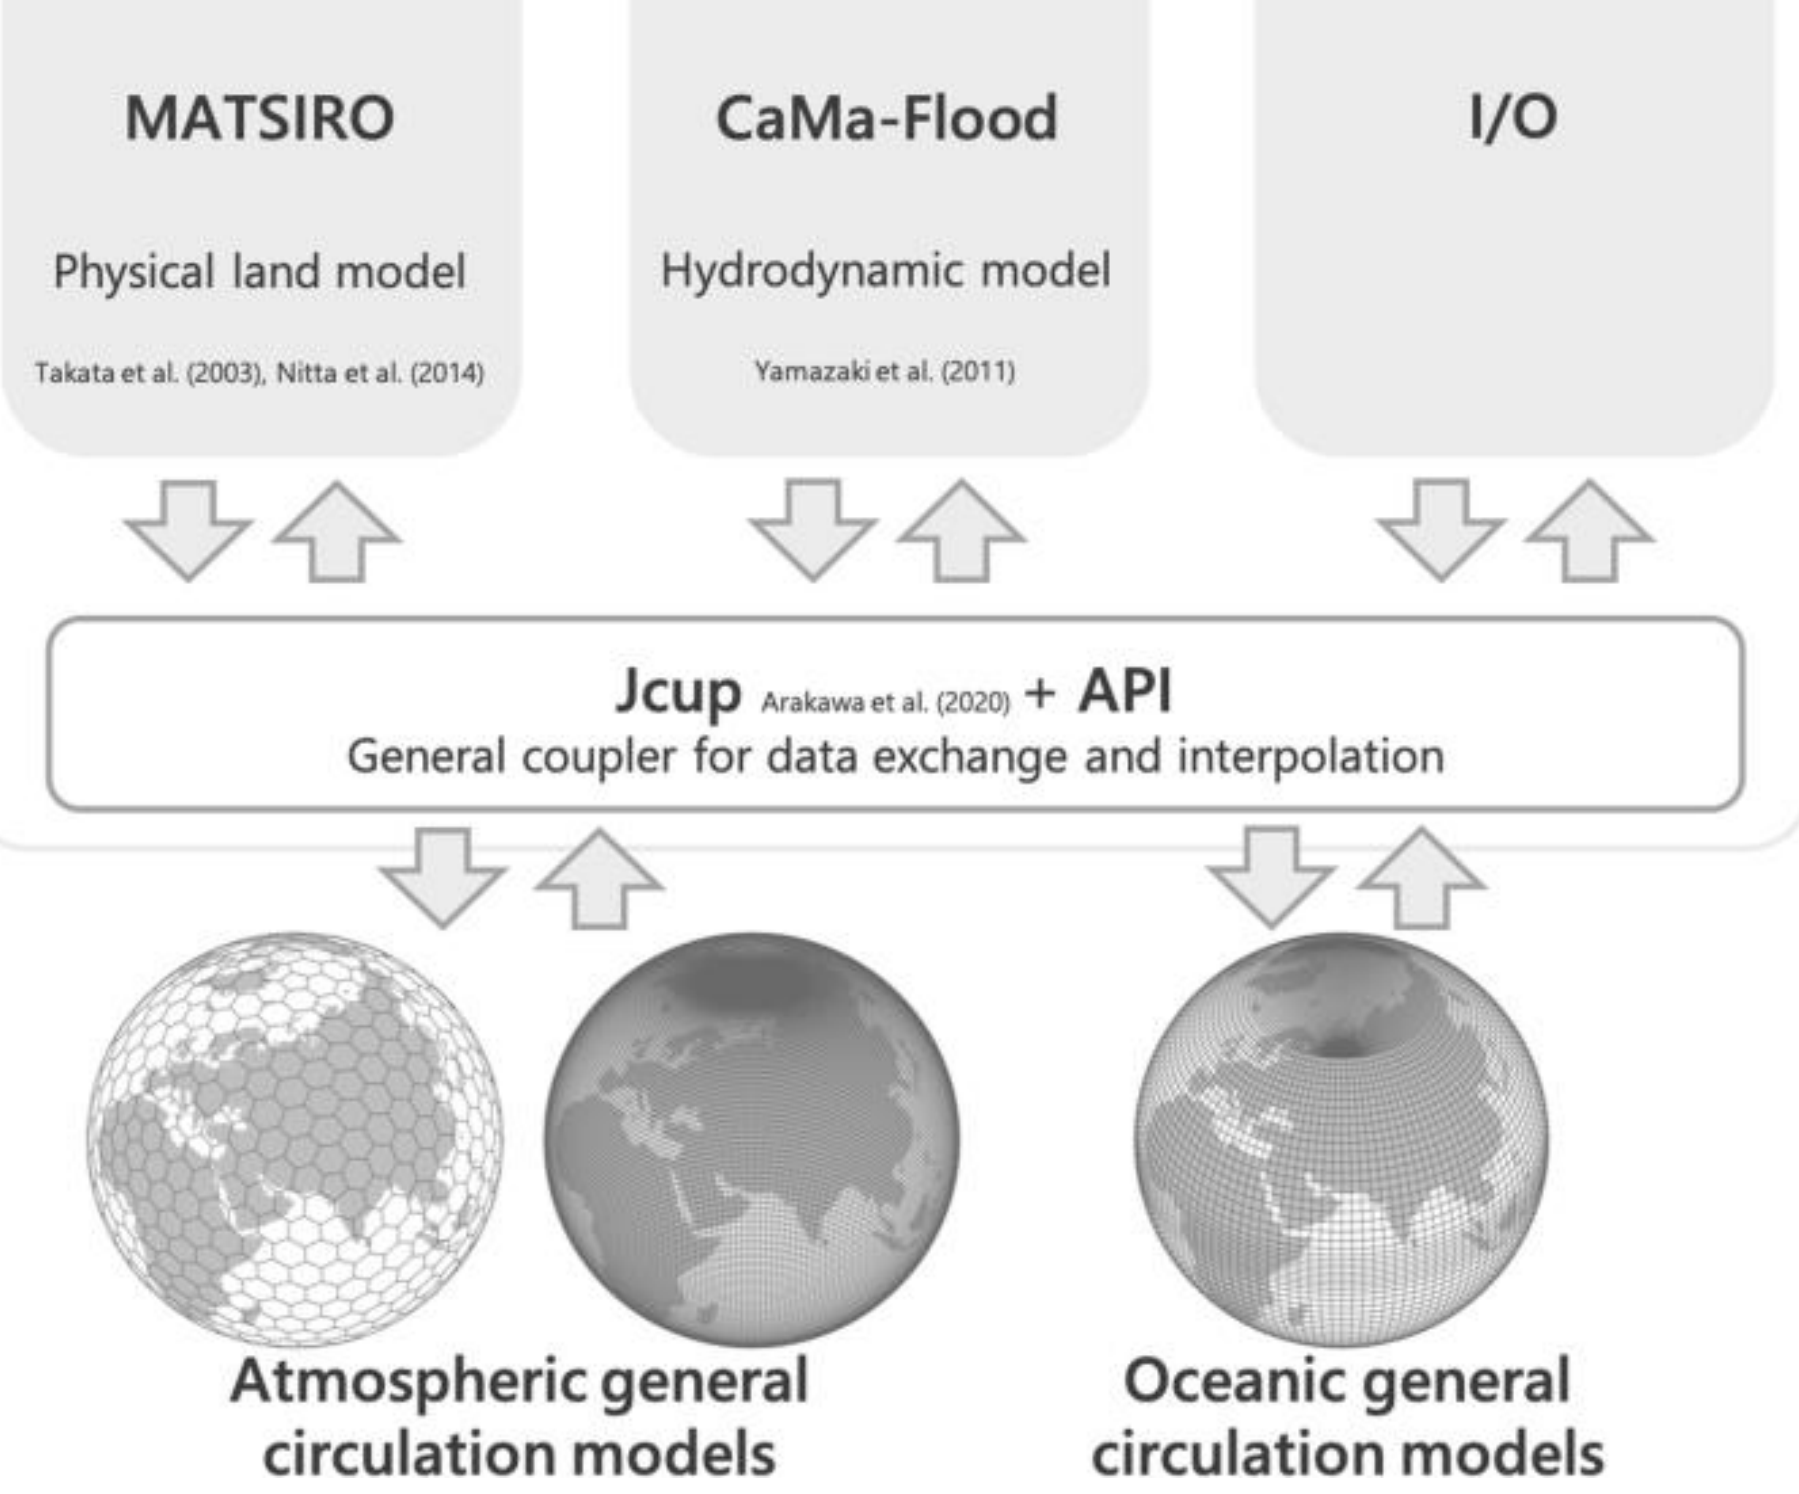 MATSIRO
Physical land model
Takata et al. (2003), Nitta et al. (2014)
CaMa-Flood
Hydrodynamic model
Yamazaki et al. (2011)
I/O
Jcup Arakawa et al. (2020) + API
General coupler for data exchange and interpolation
Atmospheric general
circulation models
Oceanic general
circulation models